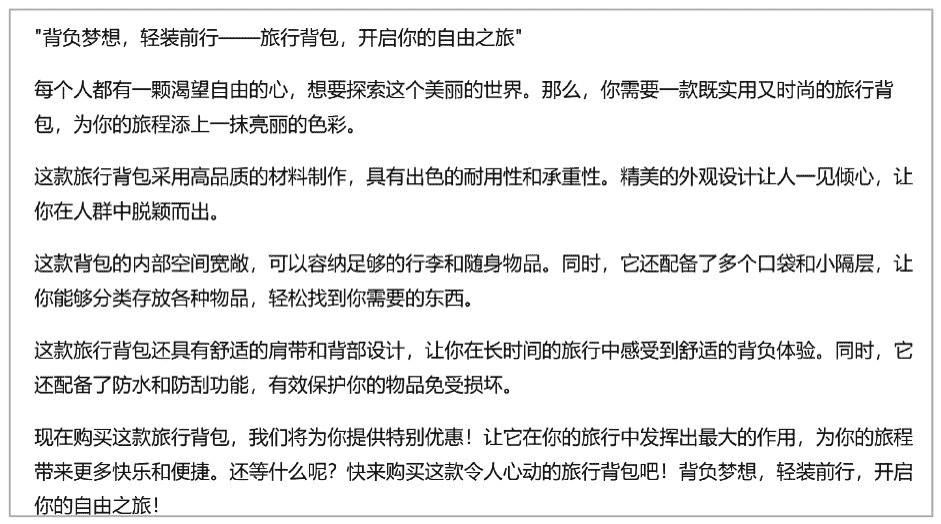 "背负梦想，轻装前行——旅行背包，开启你的自由之旅"
每个人都有一颗渴望自由的心，想要探索这个美丽的世界。那么，你需要一款既实用又时尚的旅行背
包，为你的旅程添上一抹亮丽的色彩。
这款旅行背包采用高品质的材料制作，具有出色的耐用性和承重性。精美的外观设计让人一见倾心，让
你在人群中脱颖而出。
这款背包的内部空间宽敞，可以容纳足够的行李和随身物品。同时，它还配备了多个口袋和小隔层，让
你能够分类存放各种物品，轻松找到你需要的东西。
这款旅行背包还具有舒适的肩带和背部设计，让你在长时间的旅行中感受到舒适的背负体验。同时，它
还配备了防水和防刮功能，有效保护你的物品免受损坏。
现在购买这款旅行背包，我们将为你提供特别优惠！让它在你的旅行中发挥出最大的作用，为你的旅程
带来更多快乐和便捷。还等什么呢？快来购买这款令人心动的旅行背包吧！背负梦想，轻装前行，开启
你的自由之旅！